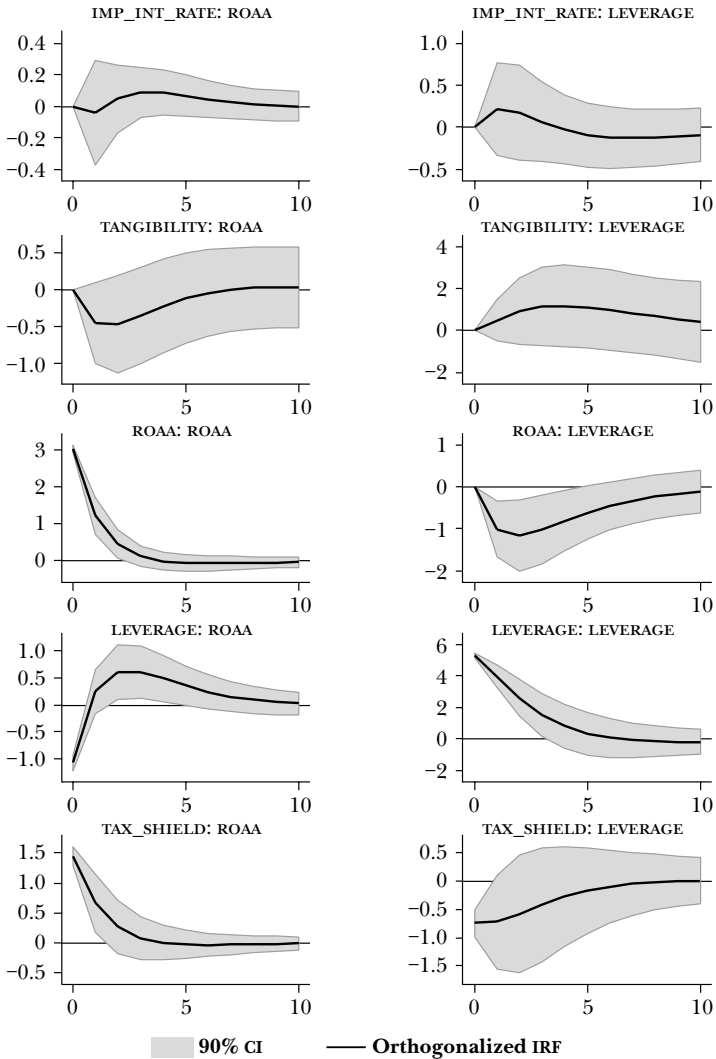 IMP_INT_RATE: ROAA
0.4
0.2
0
−0.2
−0.4
0 5 10
IMP_INT_RATE: LEVERAGE
1.0
0.5
0
−0.5
0 5 10
TANGIBILITY: ROAA
0.5
0
−0.5
−1.0
0 5 10
TANGIBILITY: LEVERAGE
4
2
0
−2
0 5 10
ROAA: ROAA
3
2
1
0
0 5 10
ROAA: LEVERAGE
1
0
−1
−2
0 5 10
LEVERAGE: ROAA
1.0
0.5
0
−0.5
−1.0
0 5 10
LEVERAGE: LEVERAGE
6
4
2
0
−2
0 5 10
TAX_SHIELD: ROAA
1.5
1.0
0.5
0
−0.5
0 5 10
TAX_SHIELD: LEVERAGE
0.5
0
−0.5
−1.0
−1.5
0 5 10
90% CI
Orthogonalized IRF